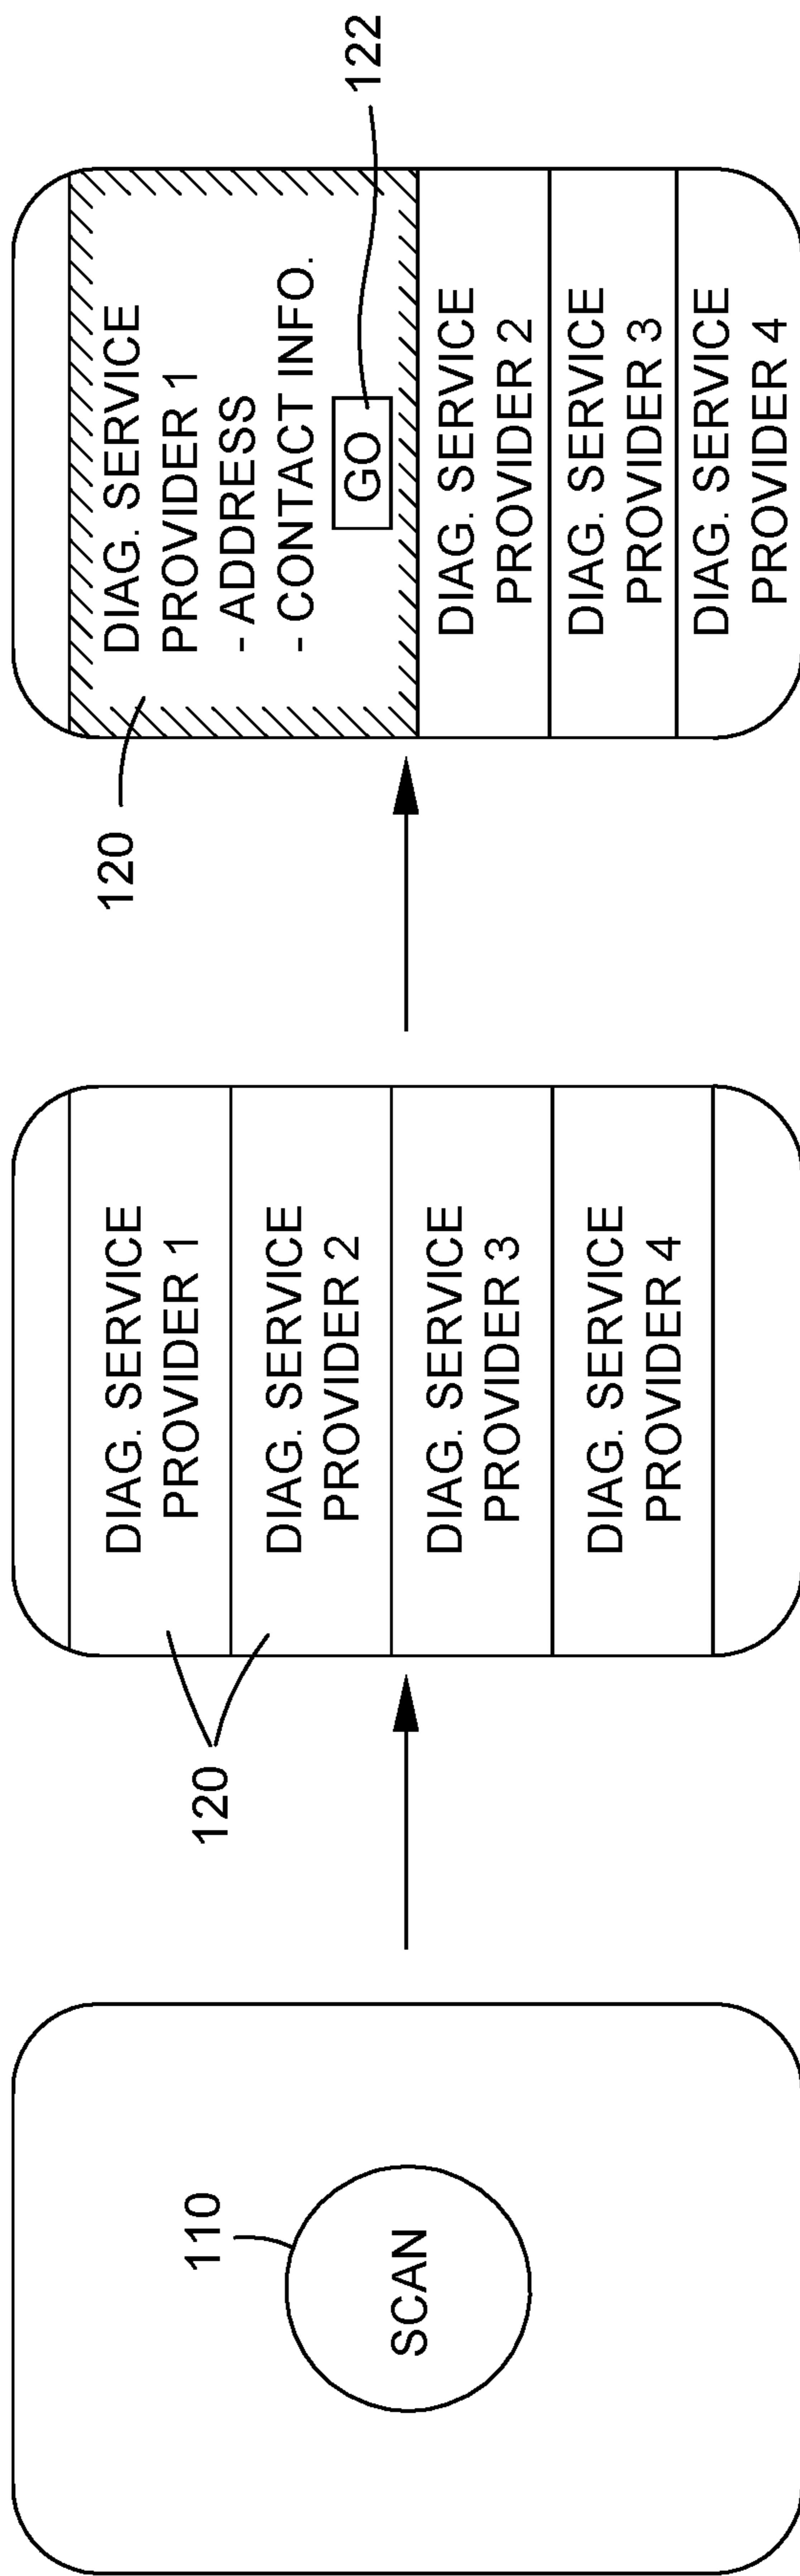 110
SCAN
120
DIAG. SERVICE
PROVIDER 1
DIAG. SERVICE
PROVIDER 2
DIAG. SERVICE
PROVIDER 3
DIAG. SERVICE
PROVIDER 4
120
DIAG. SERVICE
PROVIDER 1
- ADDRESS
- CONTACT INFO.
GO
122
DIAG. SERVICE
PROVIDER 2
DIAG. SERVICE
PROVIDER 3
DIAG. SERVICE
PROVIDER 4